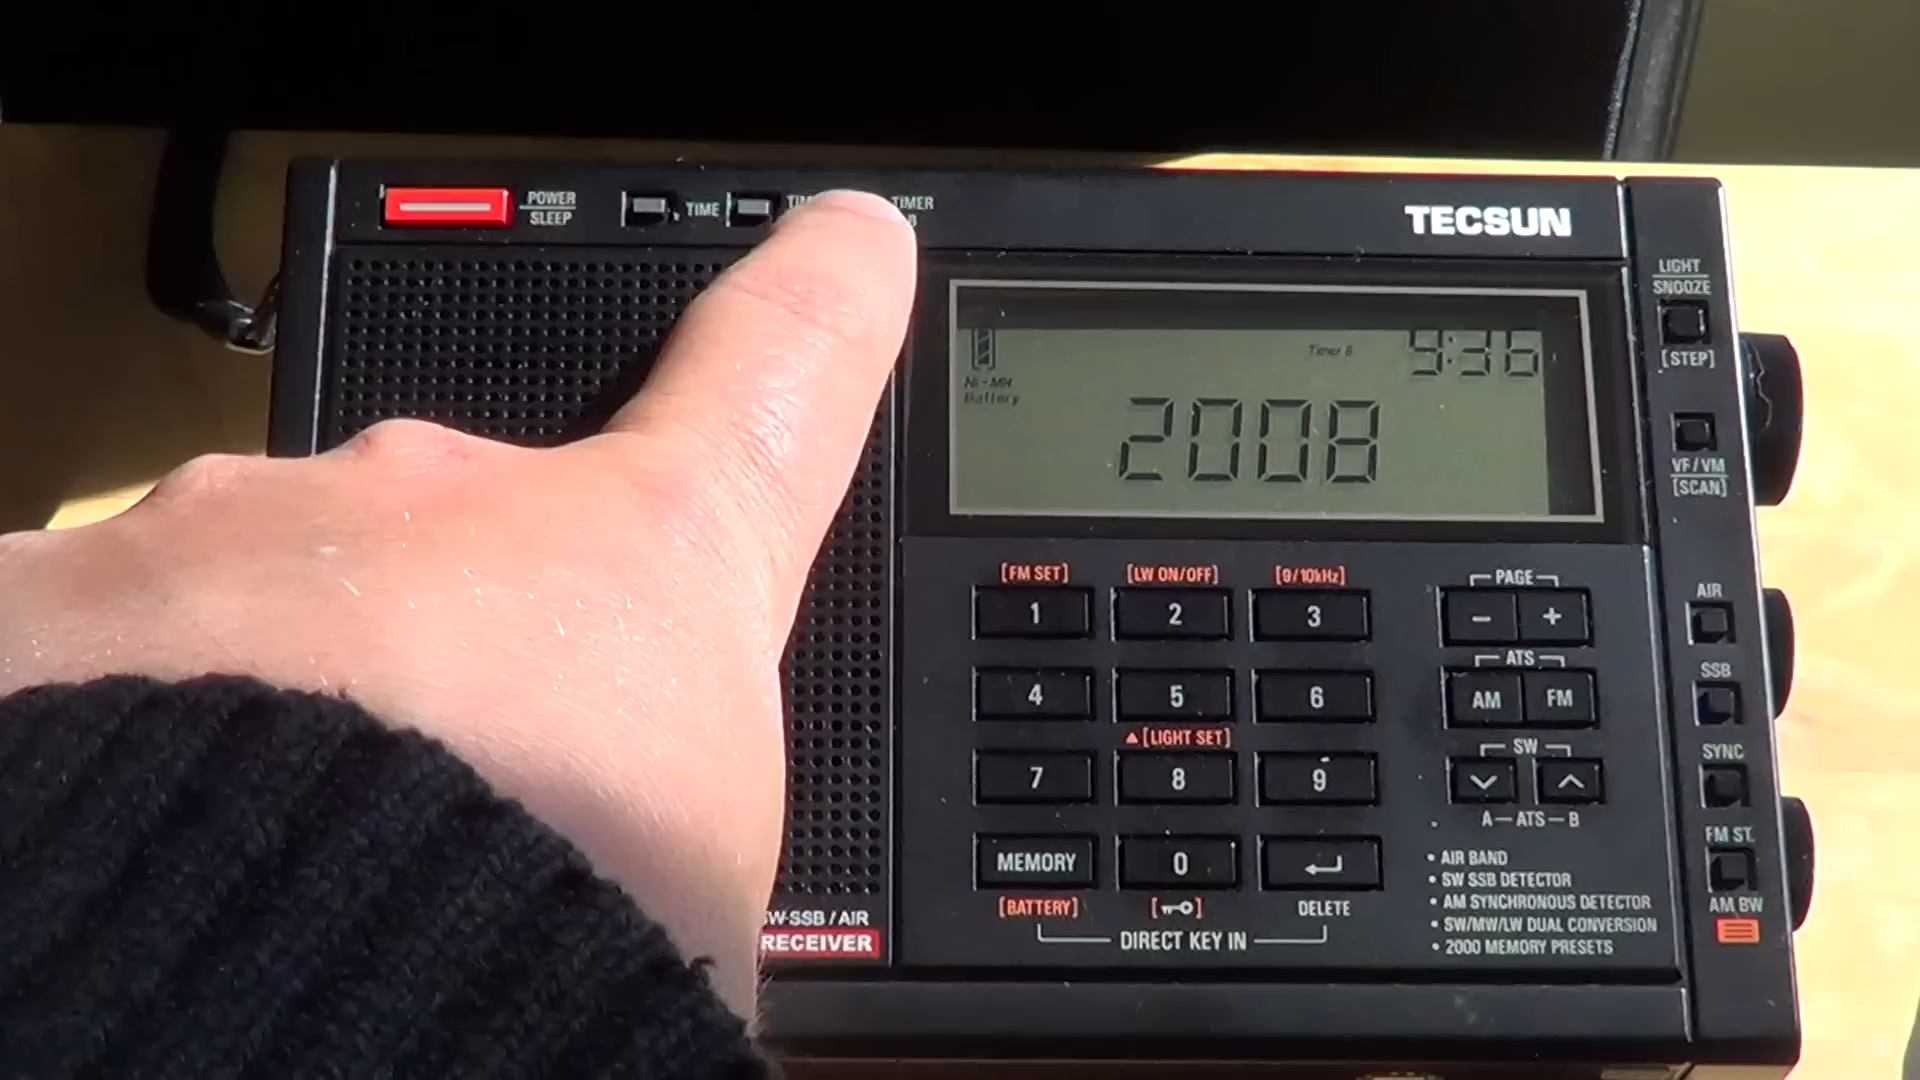 POWER
SLEEP
TIME
TIMER
B
TECSUN
LIGHT
SNOOZE
[STEP]
Timer B
9:36
Ni-MH
Battery
2008
VF/VM
[SCAN]
[FM SET]
[LW ON/OFF]
[9/10kHz]
PAGE
1
2
3
-
+
AIR
ATS
4
5
6
AM
FM
SSB
[LIGHT SET]
SW
7
8
9
SYNC
A-ATS-B
FM ST.
MEMORY
0
• AIR BAND
• SW SSB DETECTOR
• AM SYNCHRONOUS DETECTOR
• SW/MW/LW DUAL CONVERSION
• 2000 MEMORY PRESETS
AM BW
[BATTERY]
DELETE
DIRECT KEY IN
SW-SSB / AIR
RECEIVER